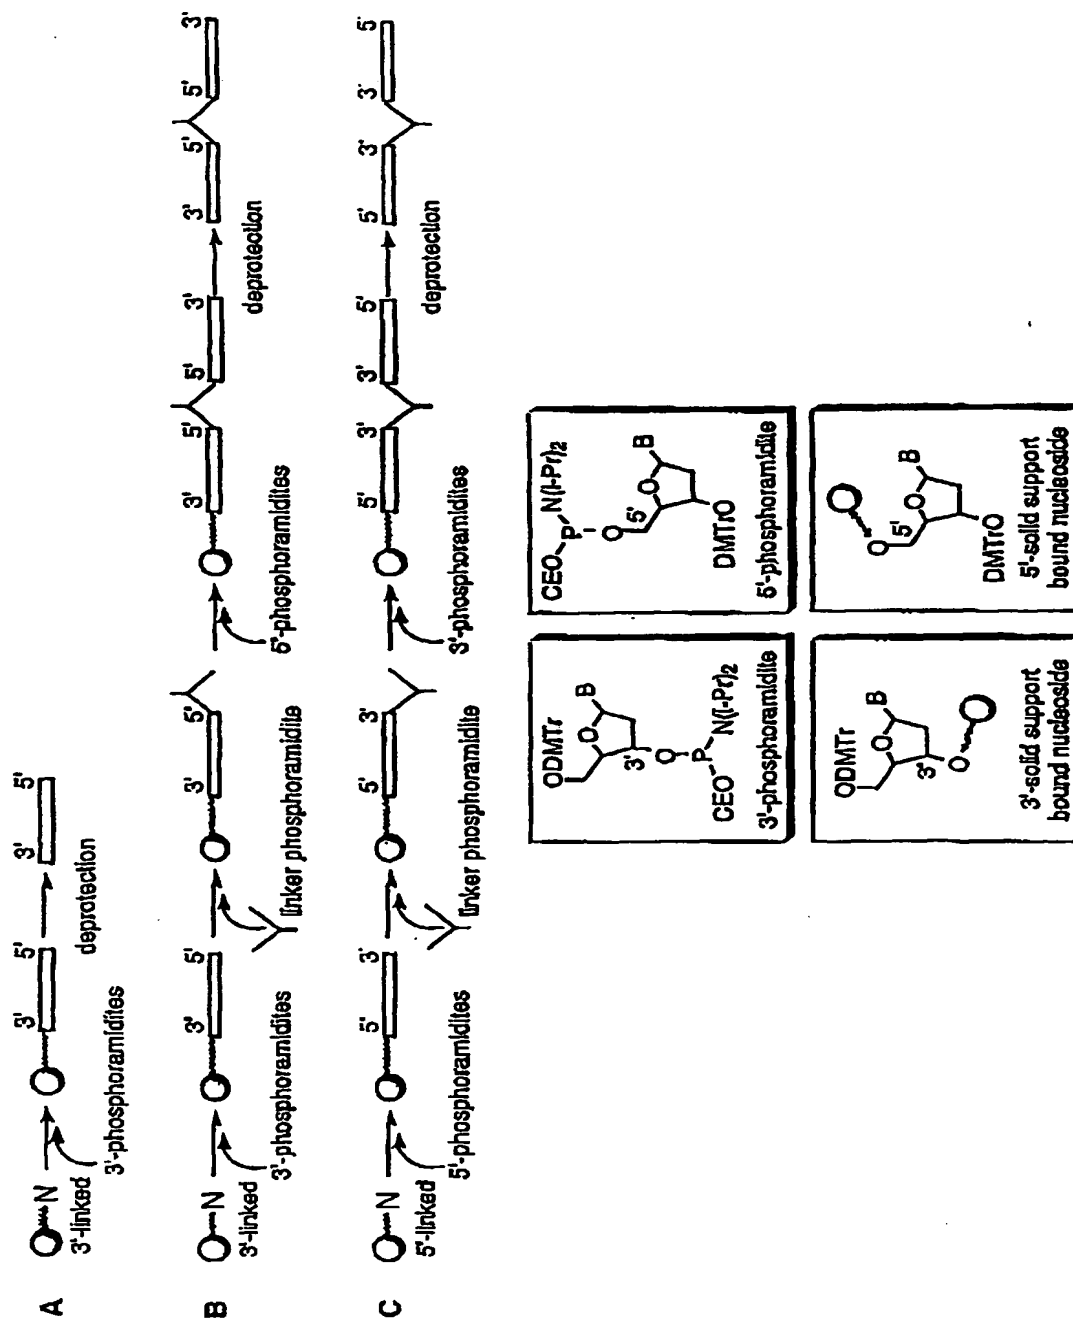 A
N
3'-linked
3'-phosphoramidites
3' 5'
deprotection
3' 5'
B
N
3'-linked
3'-phosphoramidites
3' 5'
linker phosphoramidite
3' 5'
5'-phosphoramidites
3' 5' 5' 3'
deprotection
3' 5' 5' 3'
C
N
5'-linked
5'-phosphoramidites
5' 3'
linker phosphoramidite
5' 3'
3'-phosphoramidites
5' 3' 3' 5'
deprotection
5' 3' 3' 5'
ODMTr
O B
3'
O
P
CEO N(i-Pr)2
3'-phosphoramidite
CEO N(i-Pr)2
P
O
5'
O B
DMTrO
5'-phosphoramidite
ODMTr
O B
3'
O
3'-solid support
bound nucleoside
O
5'
O B
DMTrO
5'-solid support
bound nucleoside